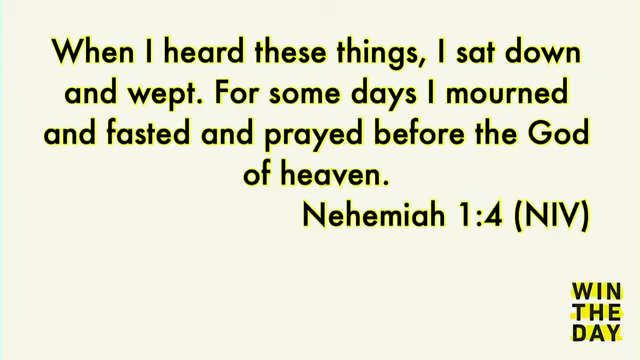 When I heard these things, I sat down
and wept. For some days I mourned
and fasted and prayed before the God
of heaven.
Nehemiah 1:4 (NIV)
WIN
THE
DAY